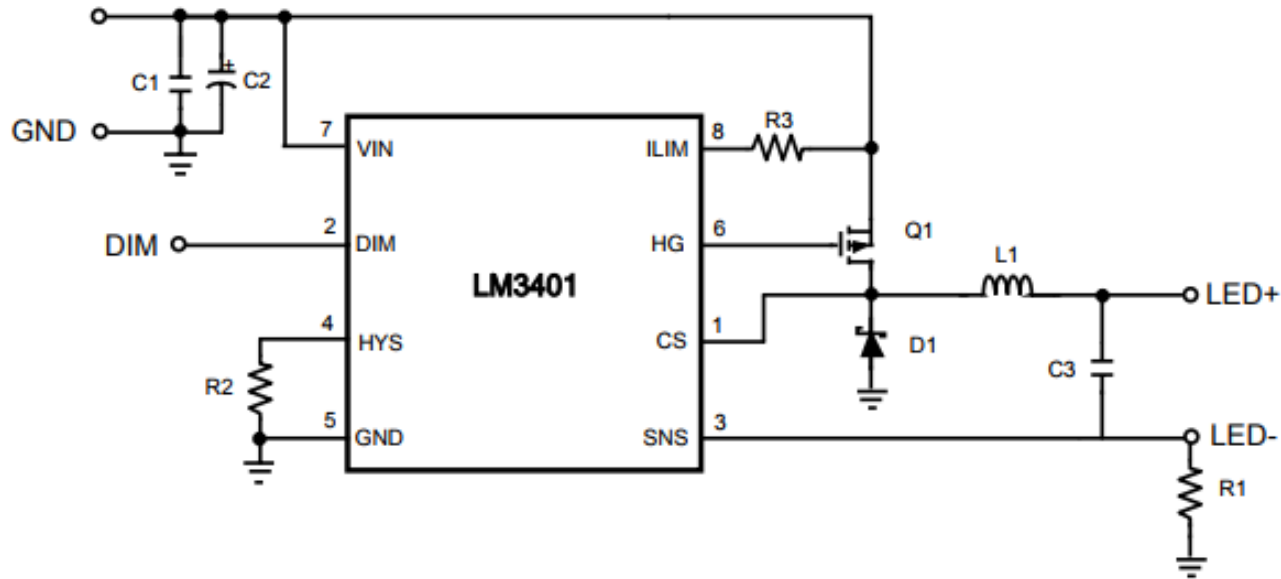 +
C1
C2
GND
7
VIN
ILIM
8
R3
DIM
2
DIM
HG
6
Q1
LM3401
L1
LED+
4
HYS
CS
1
D1
C3
R2
5
GND
SNS
3
LED-
R1